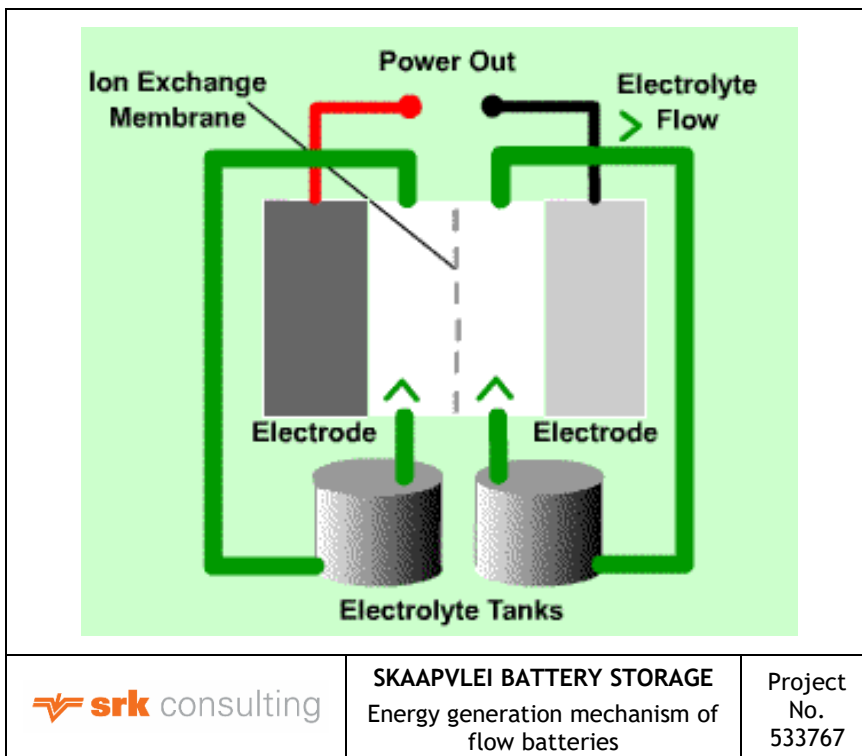 Power Out
Ion Exchange
Membrane
Electrolyte
Flow
Electrode
Electrode
Electrolyte Tanks
srk consulting
SKAAPVLEI BATTERY STORAGE
Energy generation mechanism of
flow batteries
Project
No.
533767